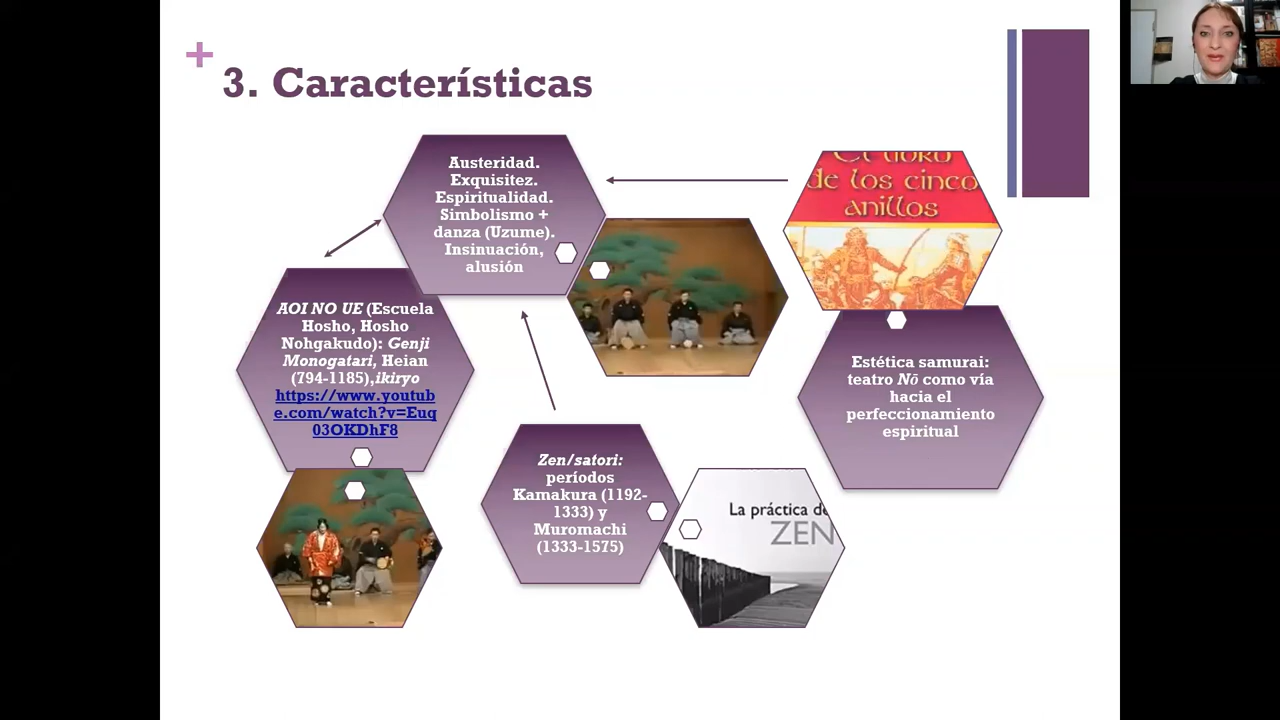 +
3. Características
Austeridad.
Exquisitez.
Espiritualidad.
Simbolismo +
danza (Uzume).
Insinuación,
alusión
El libro
de los cinco
anillos
AOI NO UE (Escuela
Hosho, Hosho
Nohgakudo): Genji
Monogatari, Heian
(794-1185),ikiryo
https://www.youtub
e.com/watch?v=Euq
03OKDhF8
Estética samurai:
teatro Nō como vía
hacia el
perfeccionamiento
espiritual
Zen/satori:
períodos
Kamakura (1192-
1333) y
Muromachi
(1333-1575)
La práctica de
ZEN